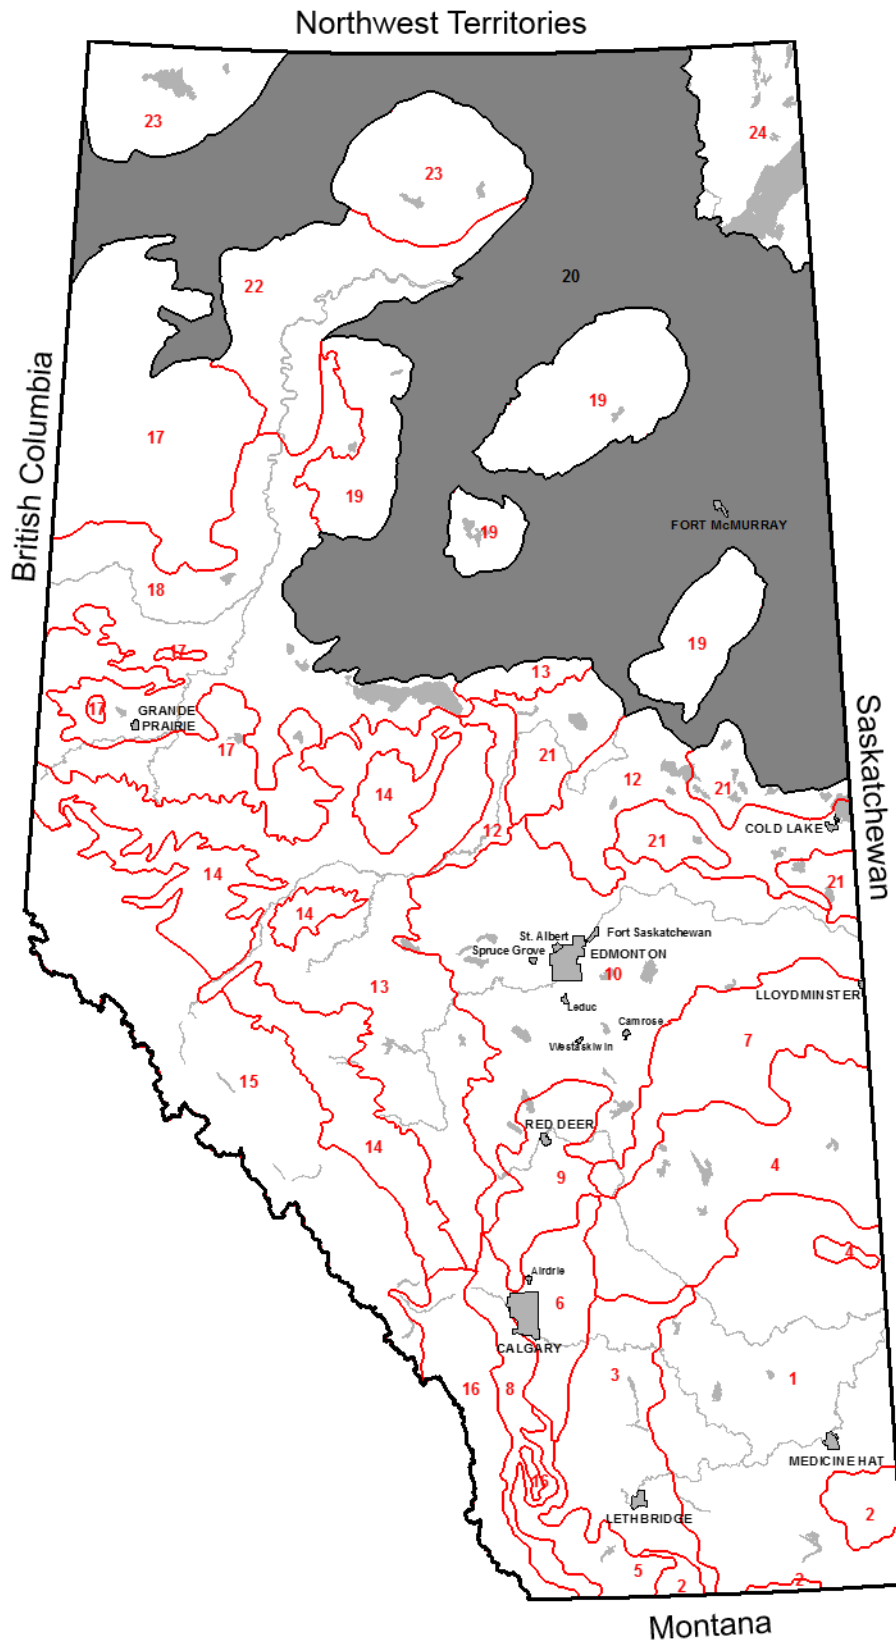 Northwest Territories
23
24
23
20
22
British Columbia
19
17
19
19
FORT McMURRAY
18
19
17
13
17
GRANDE
PRAIRIE
Saskatchewan
17
21
12
21
14
12
COLD LAKE
21
14
21
14
St. Albert
Fort Saskatchewan
Spruce Grove
EDMONTON
10
13
LLOYDMINSTER
Leduc
Camrose
Wetaskiwin
7
15
RED DEER
14
9
4
4
Airdrie
6
CALGARY
16
8
3
1
MEDICINE HAT
16
2
LETHBRIDGE
5
2
2
Montana